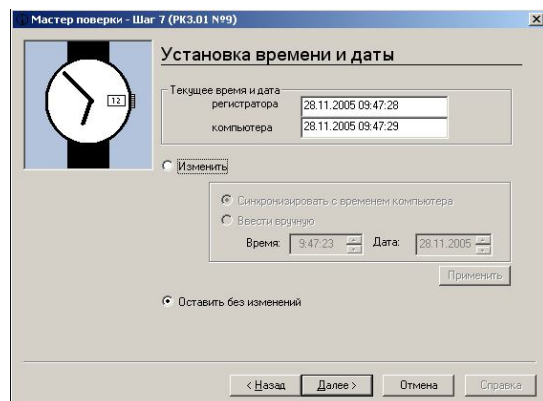 Мастер поверки - Шаг 7 (РК3.01 №9)
Установка времени и даты
12
Текущее время и дата
регистратора 28.11.2005 09:47:28
компьютера 28.11.2005 09:47:29
Изменить
Синхронизировать с временем компьютера
Ввести вручную
Время: 9:47:23 Дата: 28.11.2005
Применить
Оставить без изменений
< Назад Далее > Отмена Справка